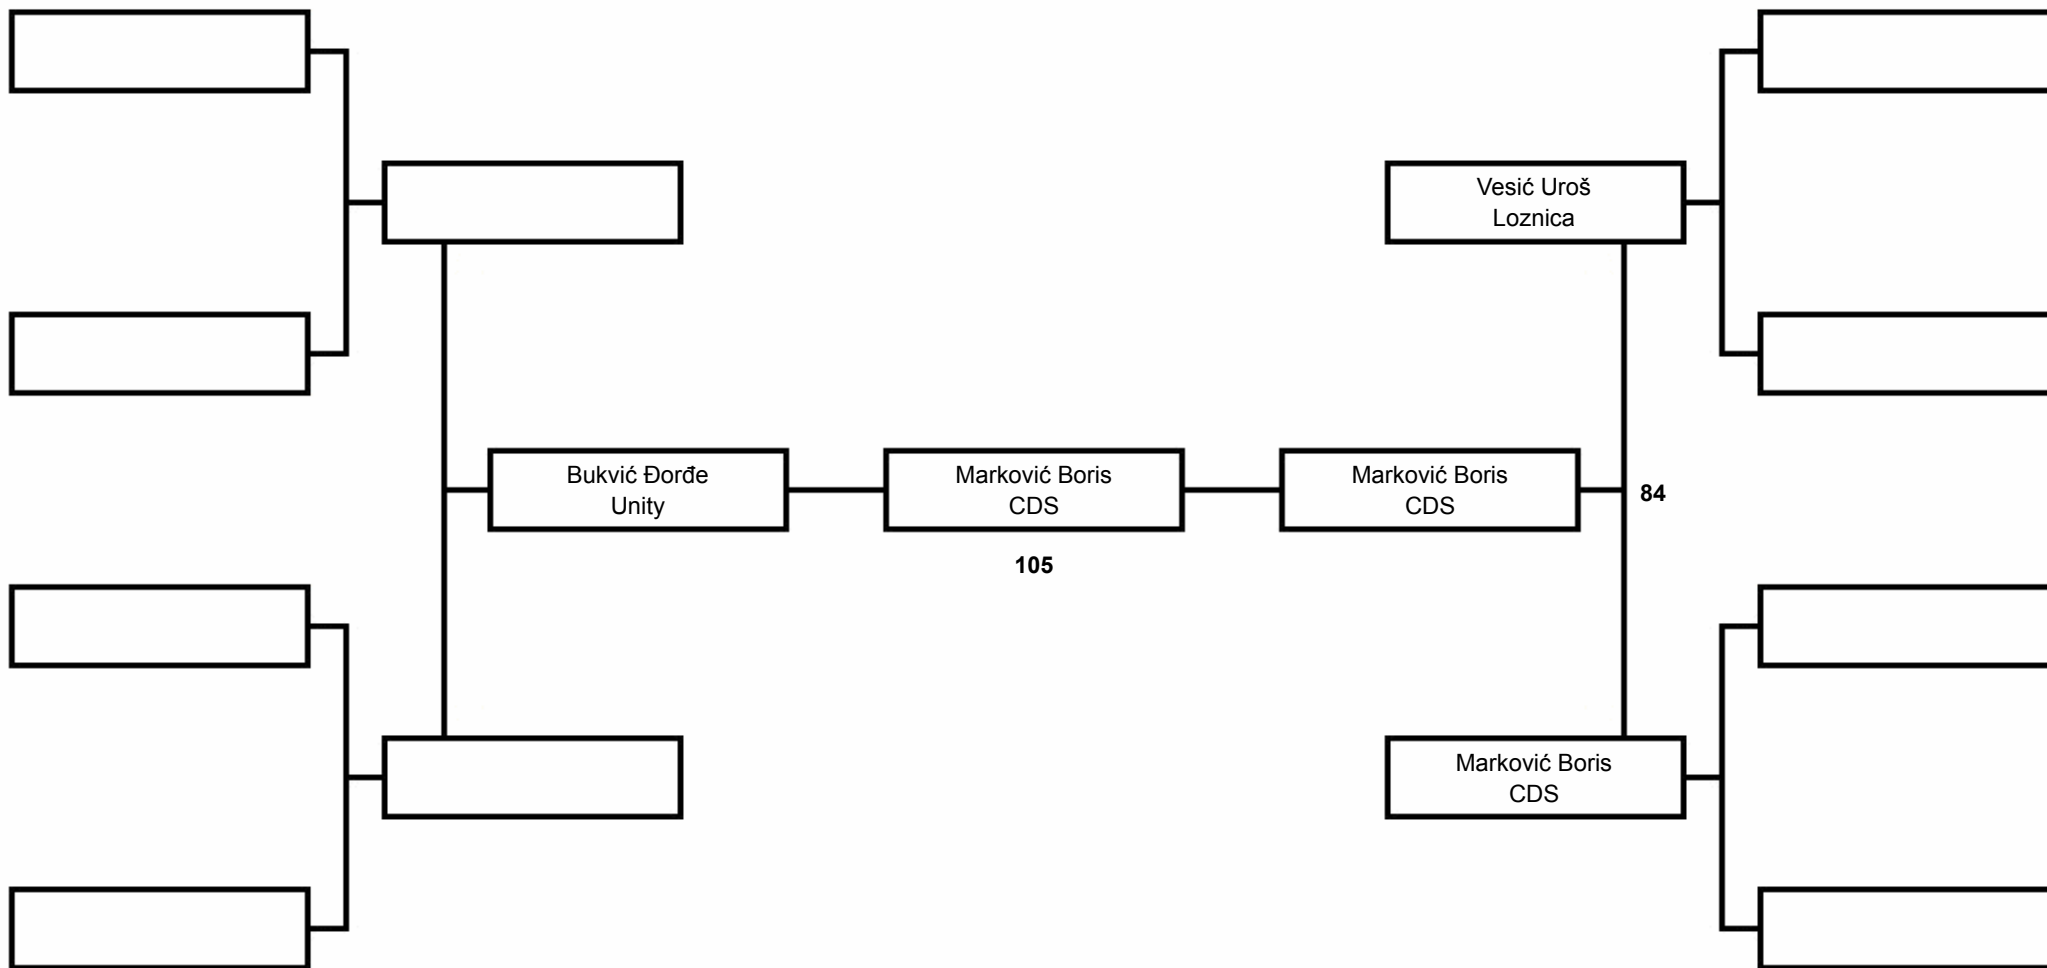 Vesić Uroš
Loznica
Bukvić Đorđe
Unity
Marković Boris
CDS
Marković Boris
CDS
84
105
Marković Boris
CDS